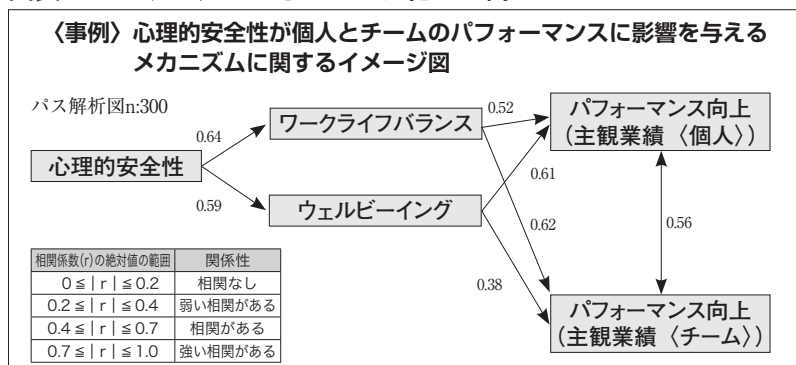 〈事例〉心理的安全性が個人とチームのパフォーマンスに影響を与える
メカニズムに関するイメージ図
パス解析図n:300
心理的安全性
0.64
0.59
ワークライフバランス
ウェルビーイング
0.52
0.61
0.62
0.38
パフォーマンス向上
(主観業績〈個人〉)
0.56
パフォーマンス向上
(主観業績〈チーム〉)
相関係数(r)の絶対値の範囲 関係性
0≦|r|≦0.2 相関なし
0.2≦|r|≦0.4 弱い相関がある
0.4≦|r|≦0.7 相関がある
0.7≦|r|≦1.0 強い相関がある